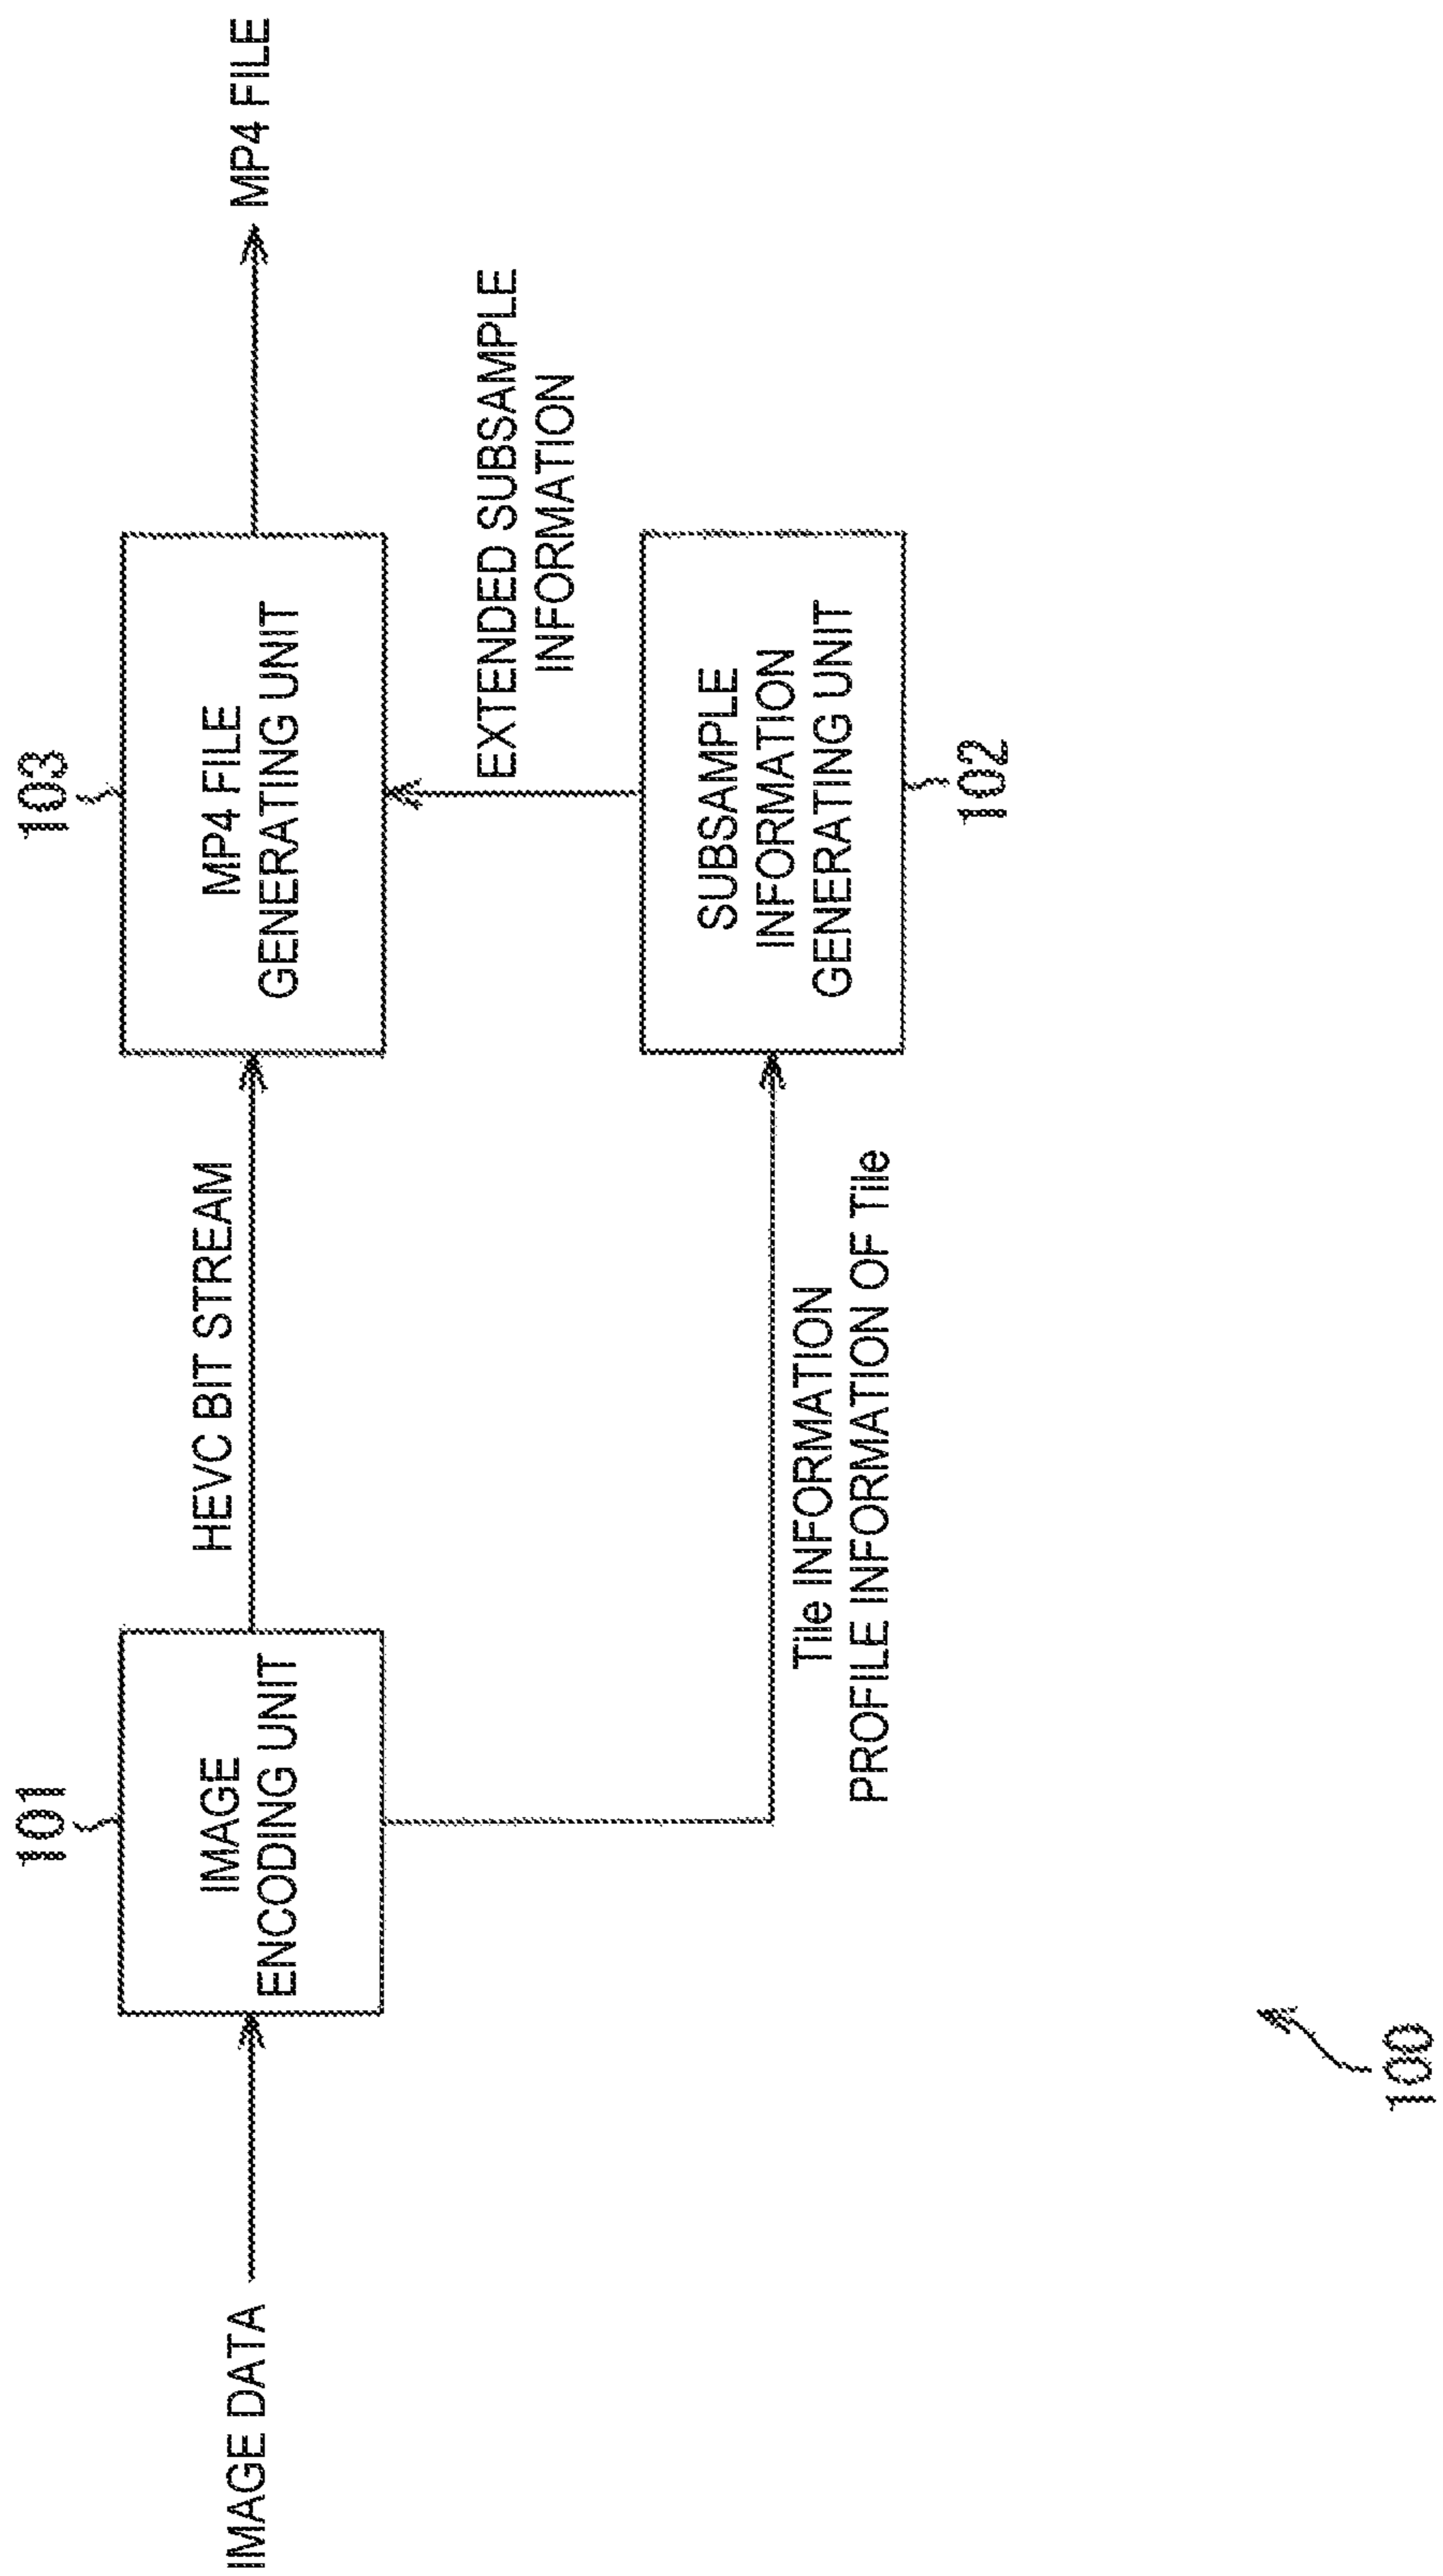 101
103
IMAGE DATA
IMAGE
ENCODING UNIT
HEVC BIT STREAM
MP4 FILE
GENERATING UNIT
MP4 FILE
EXTENDED SUBSAMPLE
INFORMATION
Tile INFORMATION
PROFILE INFORMATION OF Tile
SUBSAMPLE
INFORMATION
GENERATING UNIT
102
100